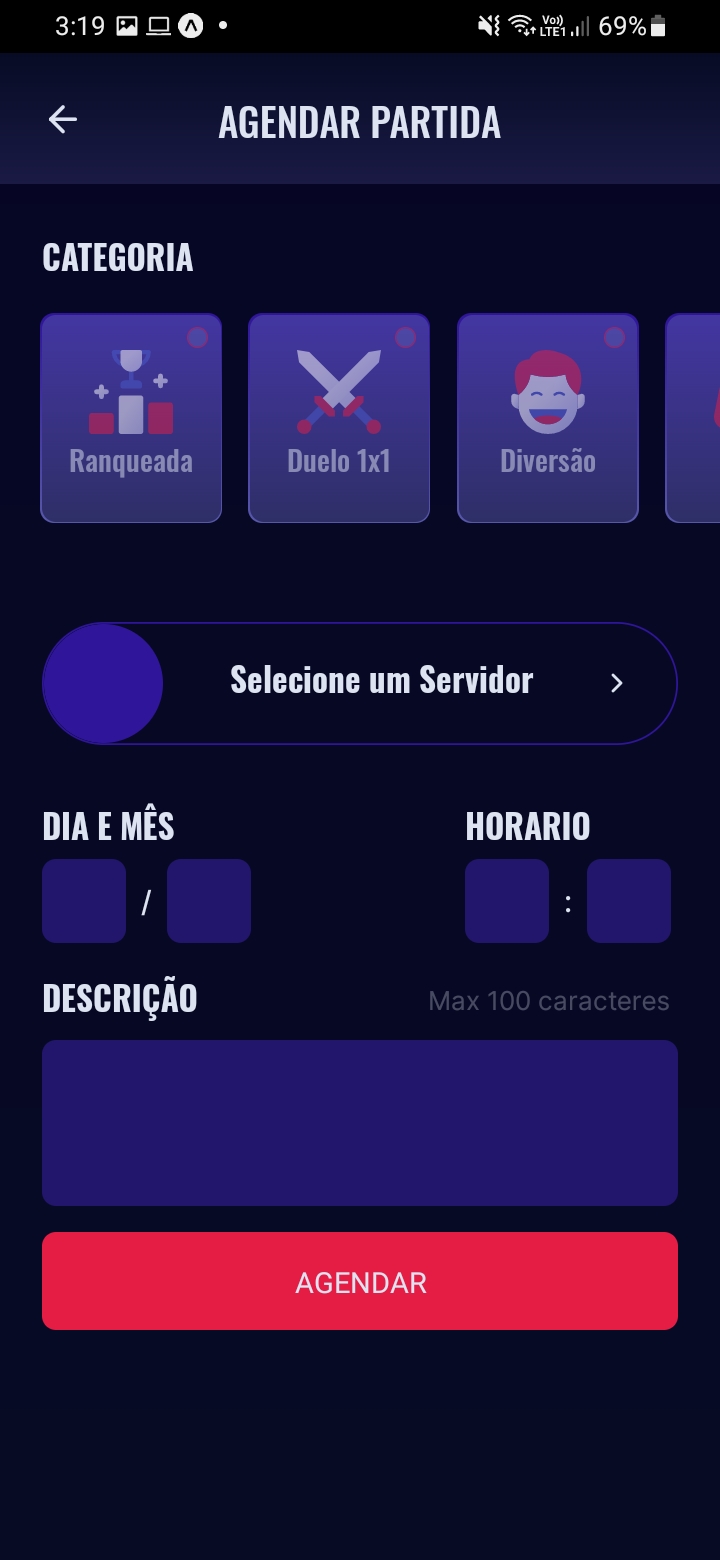 3:19 Vo)) LTE1 69%
AGENDAR PARTIDA
CATEGORIA
Ranqueada Duelo 1x1 Diversão
Selecione um Servidor
DIA E MÊS HORARIO
/ :
DESCRIÇÃO Max 100 caracteres
AGENDAR